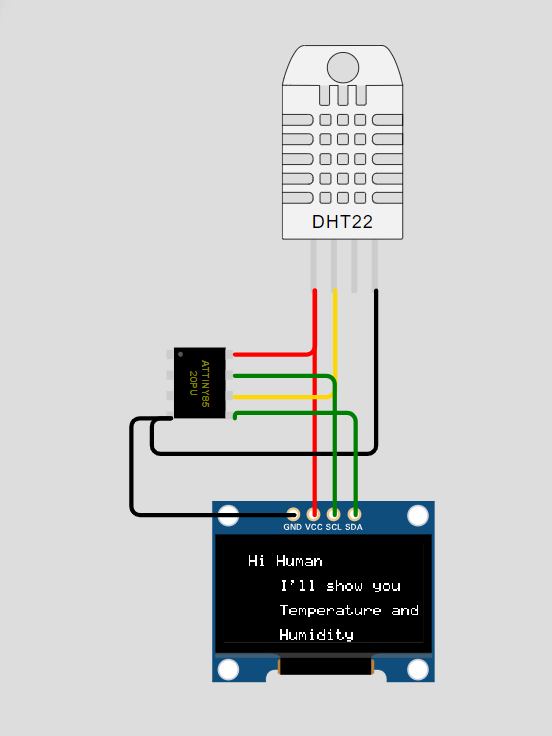 DHT22
ATTINY85
20PU
GND VCC SCL SDA
Hi Human
I'll show you
Temperature and
Humidity